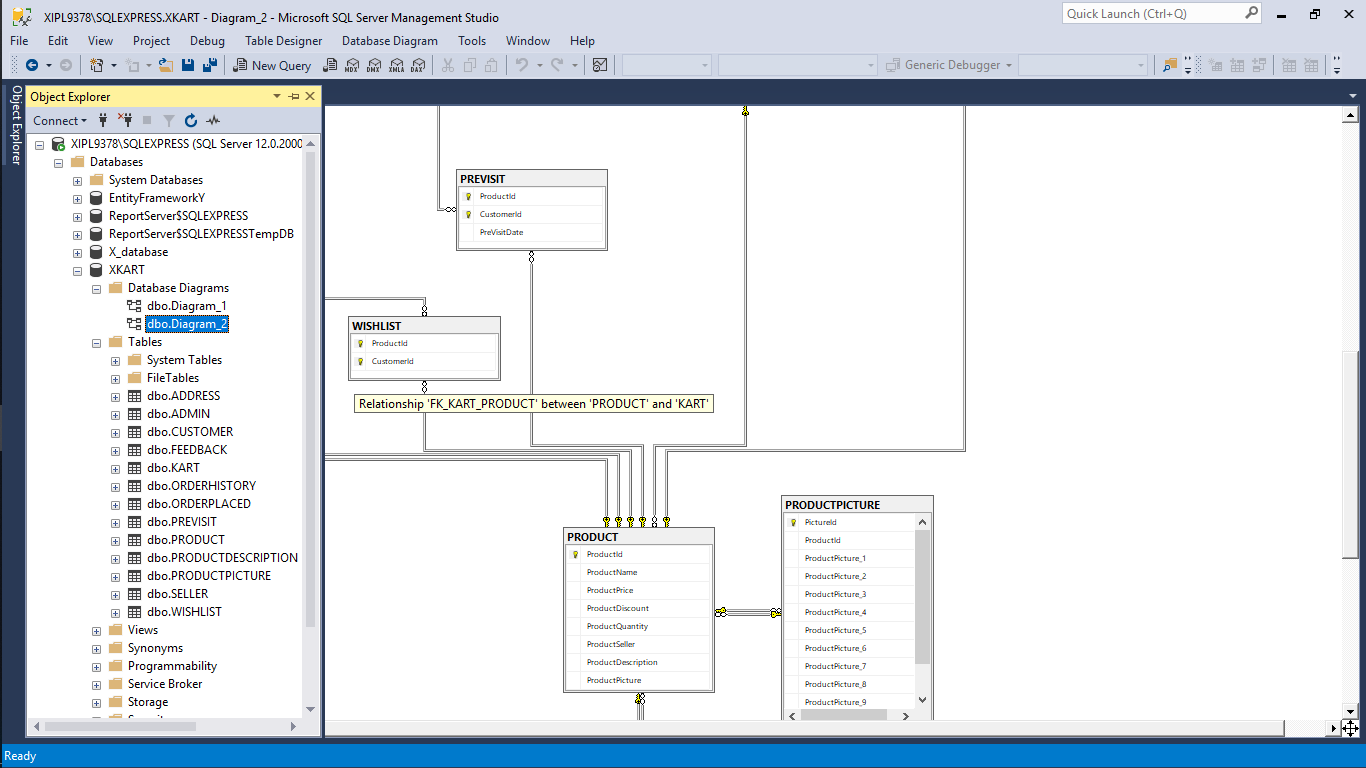 XIPL9378\SQLEXPRESS.XKART - Diagram_2 - Microsoft SQL Server Management Studio
Quick Launch (Ctrl+Q)
File Edit View Project Debug Table Designer Database Diagram Tools Window Help
New Query MDX DMX XMLA DAX Generic Debugger
Object Explorer
Object Explorer
Connect
XIPL9378\SQLEXPRESS (SQL Server 12.0.2000
Databases
System Databases
EntityFrameworkY
ReportServer$SQLEXPRESS
ReportServer$SQLEXPRESSTempDB
X_database
XKART
Database Diagrams
dbo.Diagram_1
dbo.Diagram_2
Tables
System Tables
FileTables
dbo.ADDRESS
dbo.ADMIN
dbo.CUSTOMER
dbo.FEEDBACK
dbo.KART
dbo.ORDERHISTORY
dbo.ORDERPLACED
dbo.PREVISIT
dbo.PRODUCT
dbo.PRODUCTDESCRIPTION
dbo.PRODUCTPICTURE
dbo.SELLER
dbo.WISHLIST
Views
Synonyms
Programmability
Service Broker
Storage
PREVISIT
ProductId
CustomerId
PreVisitDate
WISHLIST
ProductId
CustomerId
Relationship 'FK_KART_PRODUCT' between 'PRODUCT' and 'KART'
PRODUCT
ProductId
ProductName
ProductPrice
ProductDiscount
ProductQuantity
ProductSeller
ProductDescription
ProductPicture
PRODUCTPICTURE
PictureId
ProductId
ProductPicture_1
ProductPicture_2
ProductPicture_3
ProductPicture_4
ProductPicture_5
ProductPicture_6
ProductPicture_7
ProductPicture_8
ProductPicture_9
Ready